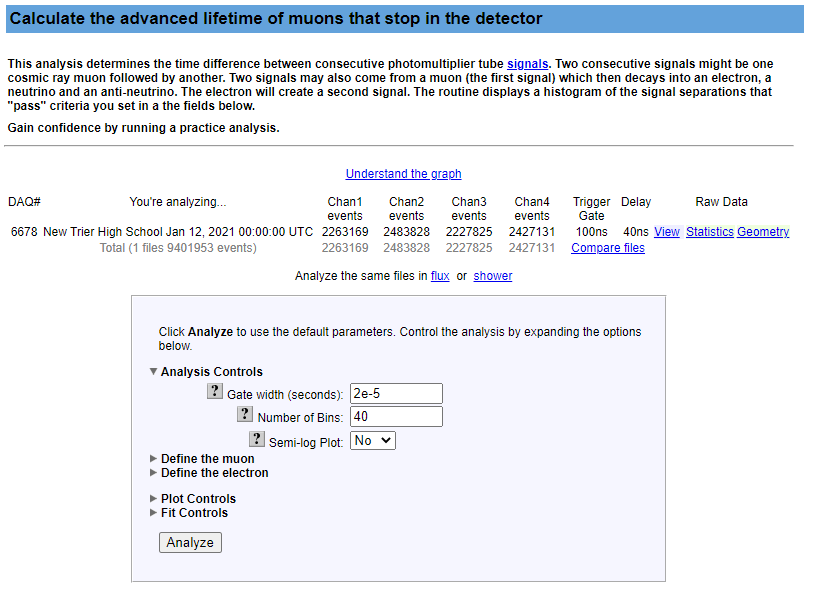 Calculate the advanced lifetime of muons that stop in the detector
This analysis determines the time difference between consecutive photomultiplier tube signals. Two consecutive signals might be one
cosmic ray muon followed by another. Two signals may also come from a muon (the first signal) which then decays into an electron, a
neutrino and an anti-neutrino. The electron will create a second signal. The routine displays a histogram of the signal separations that
"pass" criteria you set in a the fields below.
Gain confidence by running a practice analysis.
Understand the graph
DAQ# You're analyzing... Chan1 Chan2 Chan3 Chan4 Trigger Delay Raw Data
events events events events Gate
6678 New Trier High School Jan 12, 2021 00:00:00 UTC 2263169 2483828 2227825 2427131 100ns 40ns View Statistics Geometry
Total (1 files 9401953 events) 2263169 2483828 2227825 2427131 Compare files
Analyze the same files in flux or shower
Click Analyze to use the default parameters. Control the analysis by expanding the options
below.
▼ Analysis Controls
? Gate width (seconds): 2e-5
? Number of Bins: 40
? Semi-log Plot: No
▶ Define the muon
▶ Define the electron
▶ Plot Controls
▶ Fit Controls
Analyze